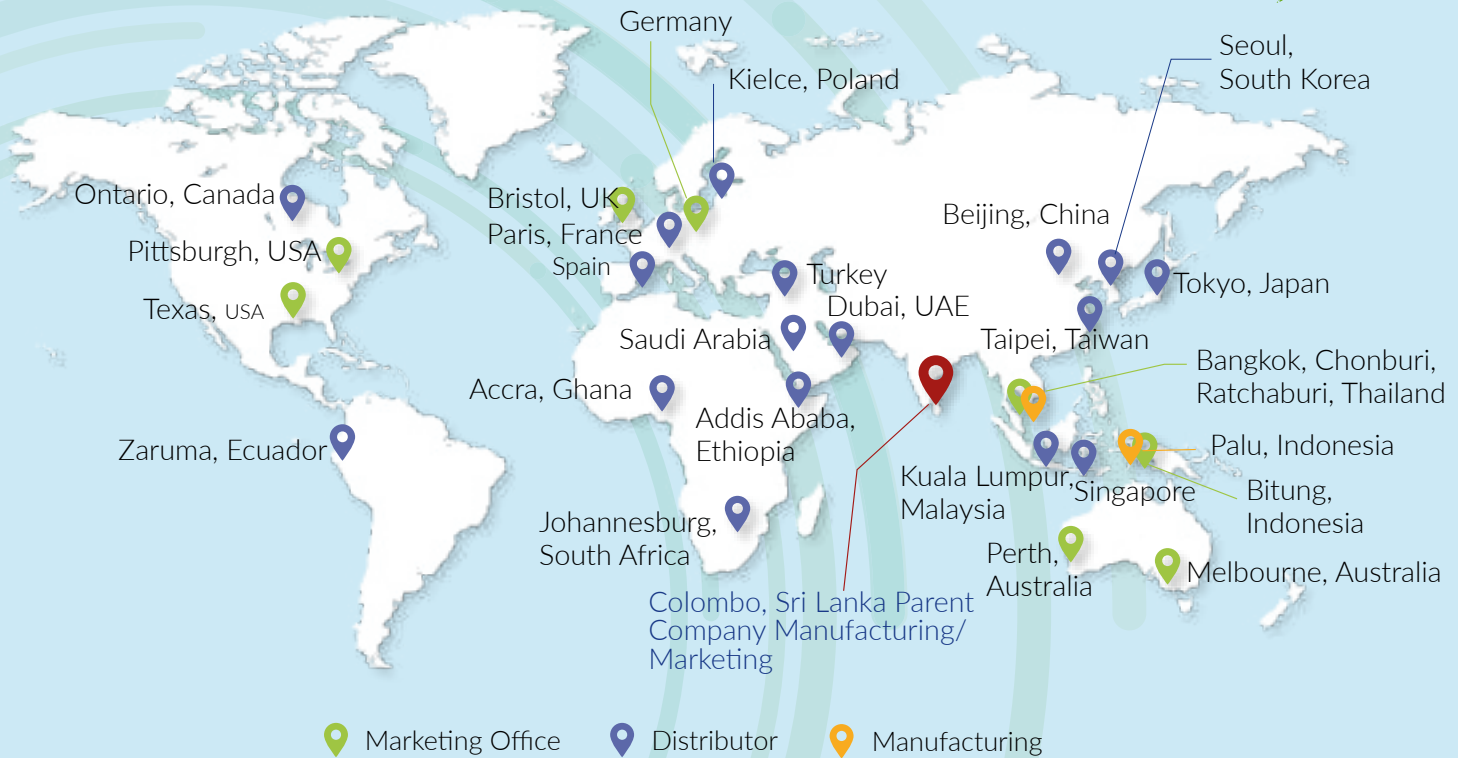 Germany
Kielce, Poland
Seoul,
South Korea
Ontario, Canada
Bristol, UK
Paris, France
Spain
Pittsburgh, USA
Texas, USA
Beijing, China
Turkey
Dubai, UAE
Tokyo, Japan
Saudi Arabia
Taipei, Taiwan
Bangkok, Chonburi,
Ratchaburi, Thailand
Accra, Ghana
Addis Ababa,
Ethiopia
Zaruma, Ecuador
Palu, Indonesia
Kuala Lumpur,
Malaysia
Singapore
Bitung,
Indonesia
Johannesburg,
South Africa
Perth,
Australia
Melbourne, Australia
Colombo, Sri Lanka Parent
Company Manufacturing/
Marketing
Marketing Office
Distributor
Manufacturing